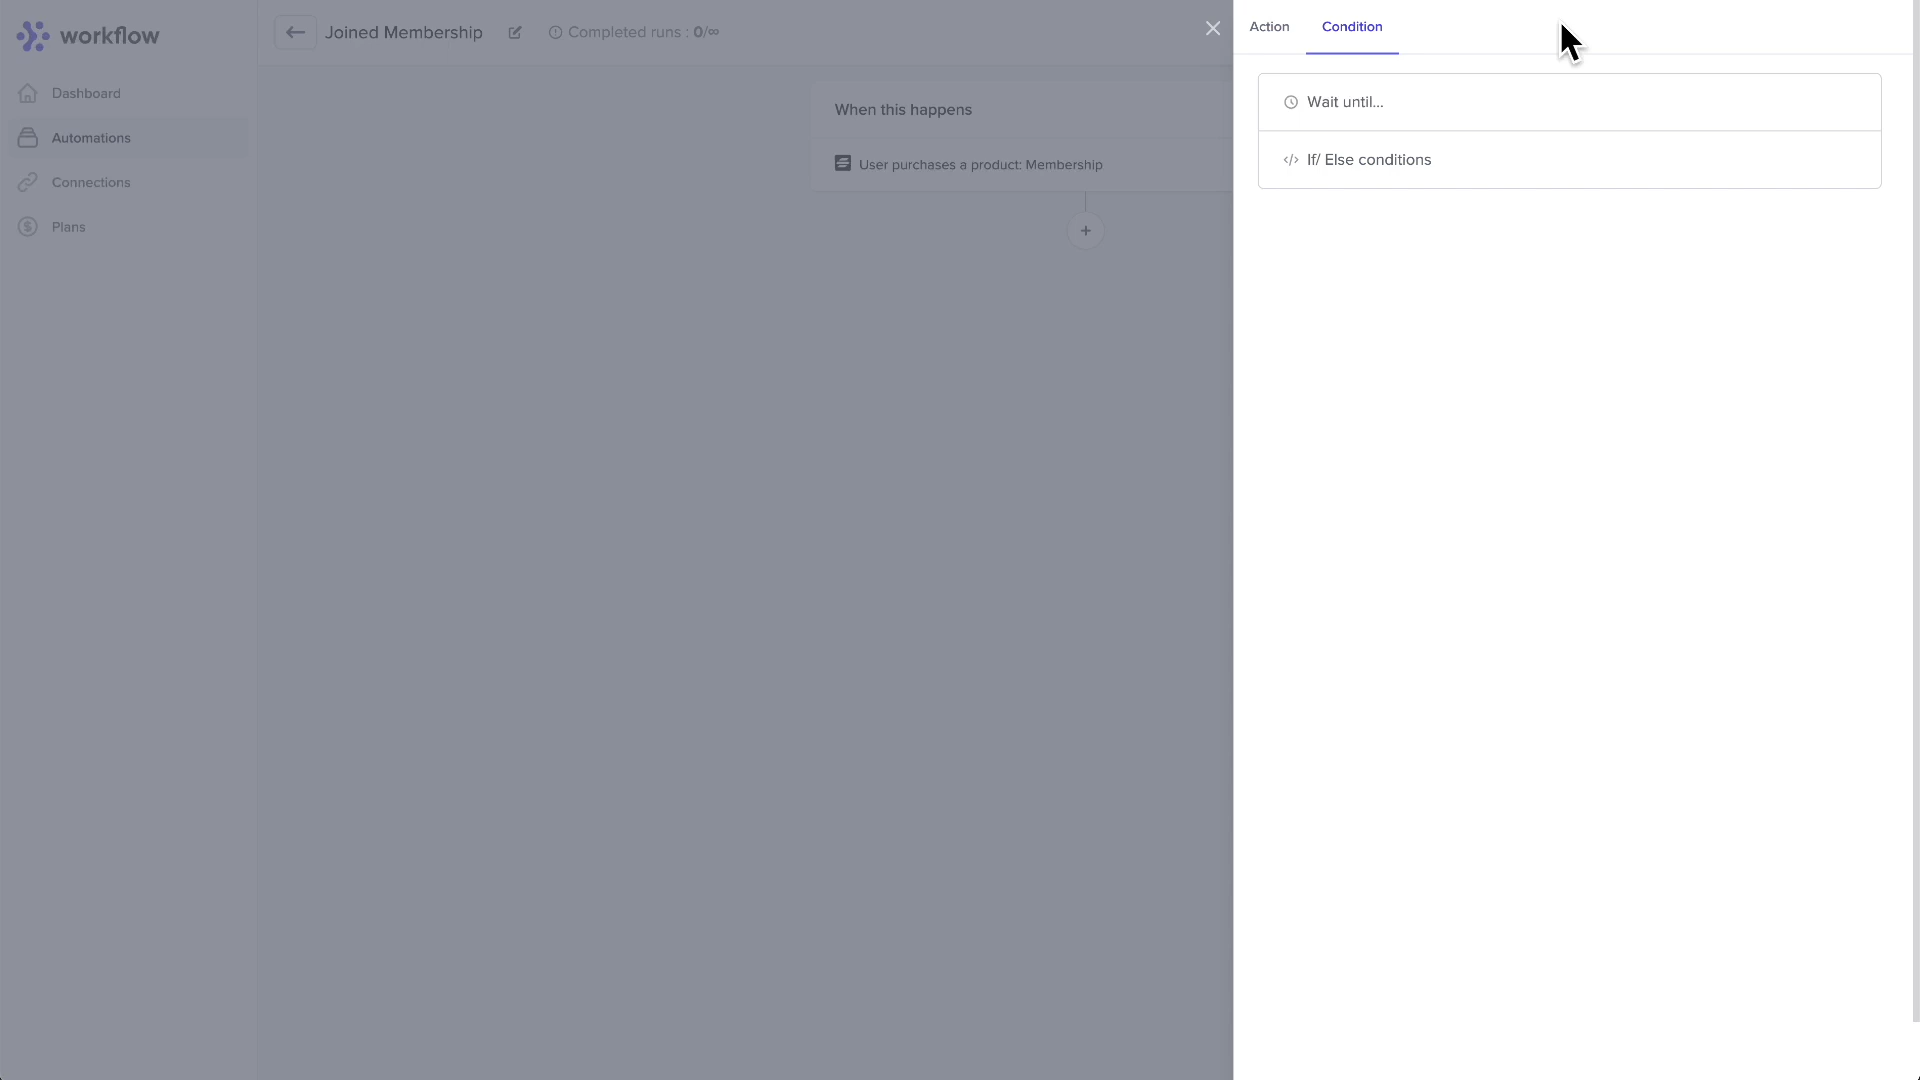 workflow
Dashboard
Automations
Connections
Plans
Joined Membership
Completed runs : 0/∞
When this happens
User purchases a product: Membership
+
Action
Condition
Wait until...
</> If/ Else conditions